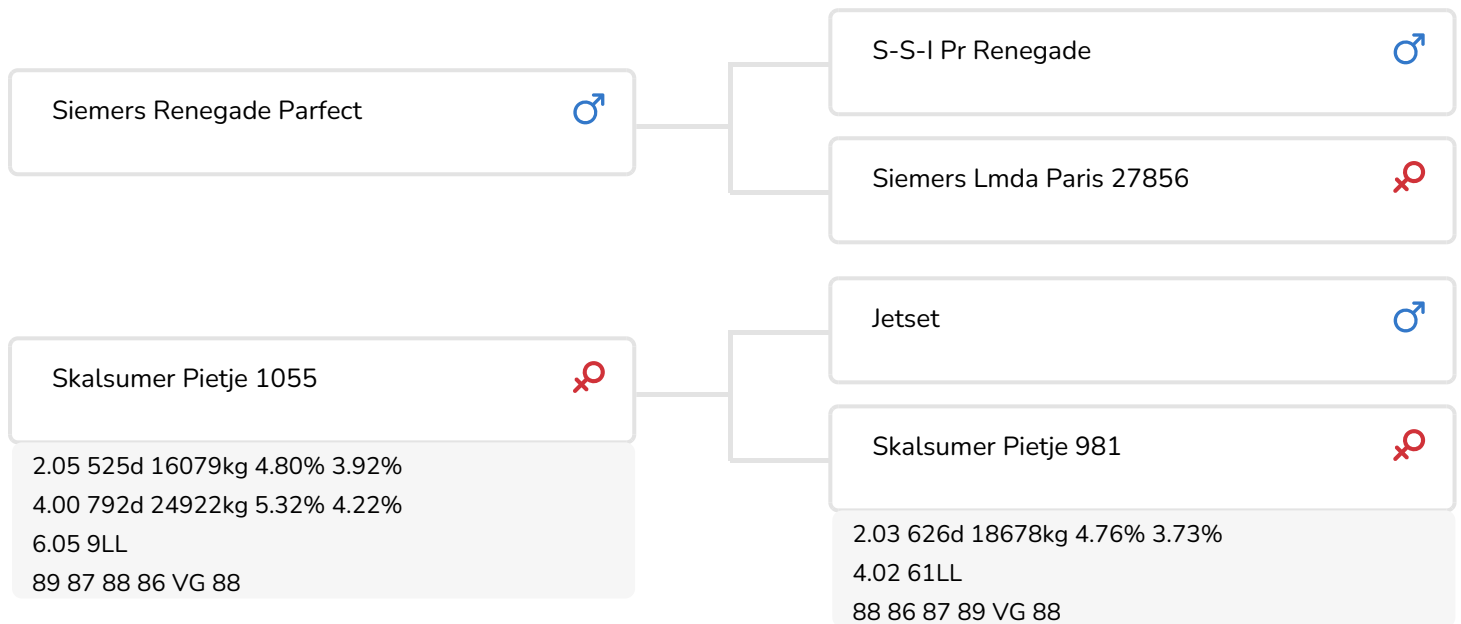 S-S-I Pr Renegade
Siemers Renegade Parfect
Siemers Lmda Paris 27856
Jetset
Skalsumer Pietje 1055
Skalsumer Pietje 981
2.05 525d 16079kg 4.80% 3.92%
4.00 792d 24922kg 5.32% 4.22%
6.05 9LL
89 87 88 86 VG 88
2.03 626d 18678kg 4.76% 3.73%
4.02 61LL
88 86 87 89 VG 88